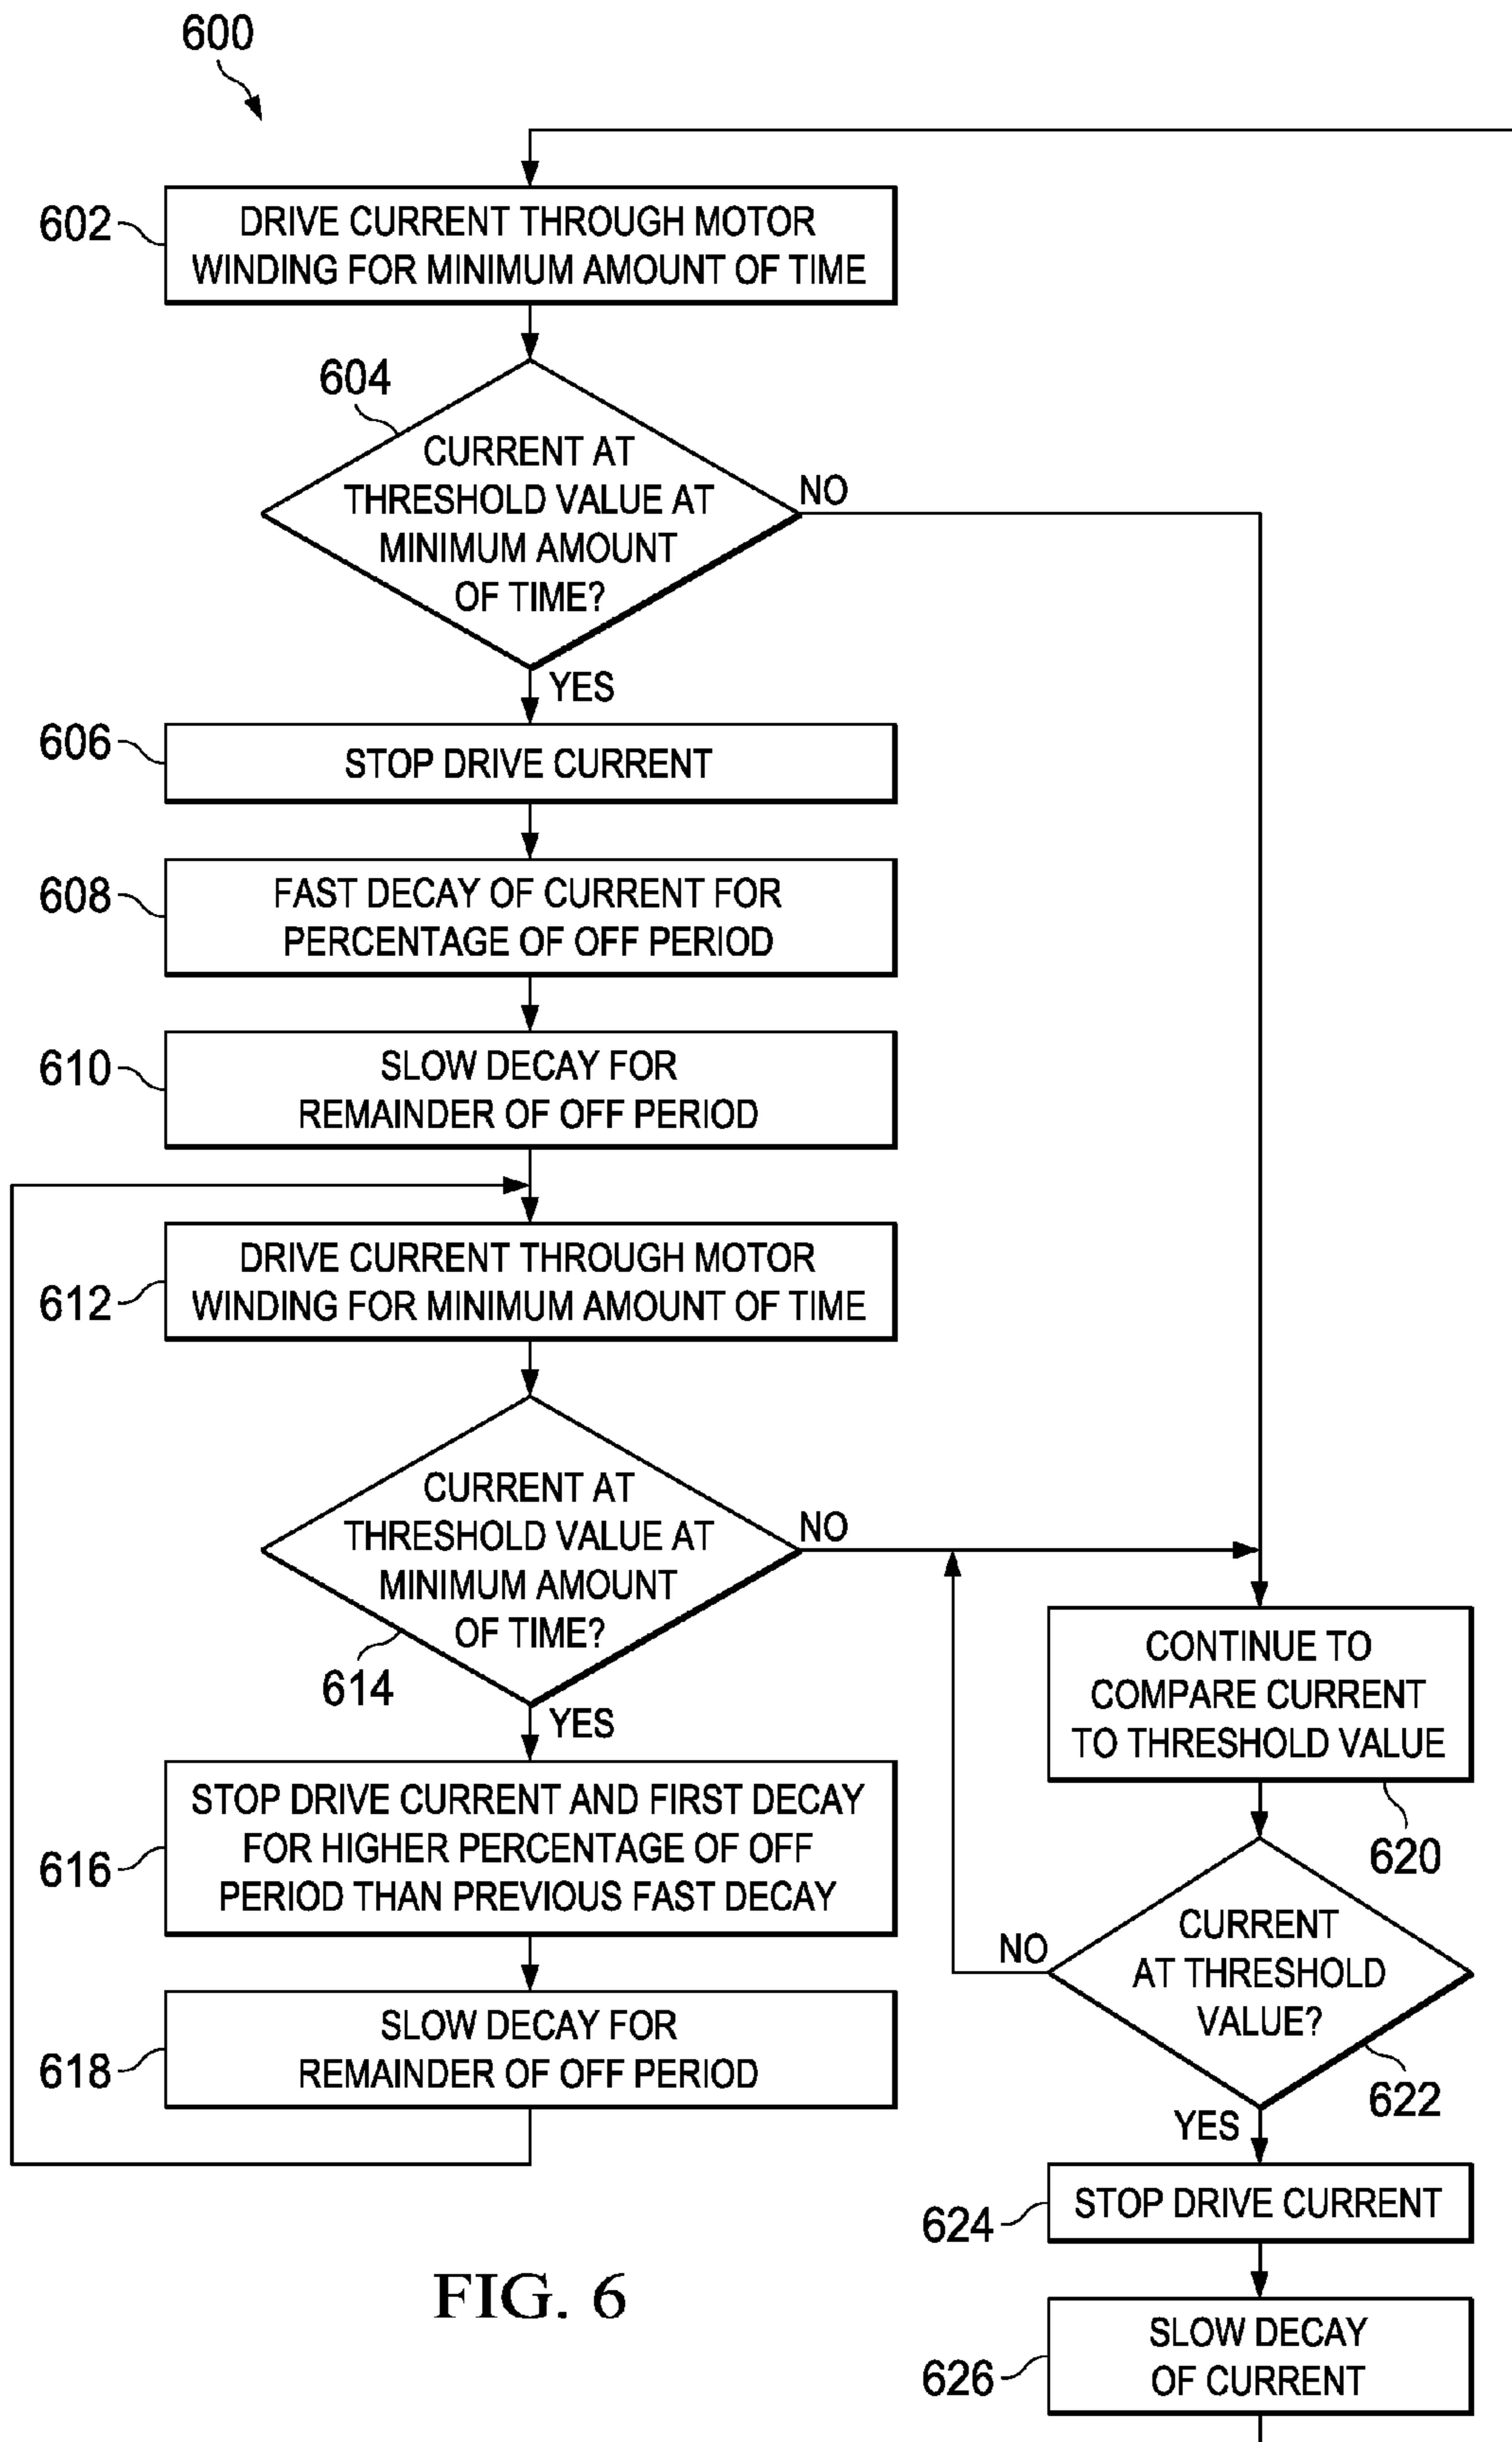 600
602
DRIVE CURRENT THROUGH MOTOR
WINDING FOR MINIMUM AMOUNT OF TIME
604
CURRENT AT
THRESHOLD VALUE AT
MINIMUM AMOUNT
OF TIME?
NO
YES
606
STOP DRIVE CURRENT
608
FAST DECAY OF CURRENT FOR
PERCENTAGE OF OFF PERIOD
610
SLOW DECAY FOR
REMAINDER OF OFF PERIOD
612
DRIVE CURRENT THROUGH MOTOR
WINDING FOR MINIMUM AMOUNT OF TIME
CURRENT AT
THRESHOLD VALUE AT
MINIMUM AMOUNT
OF TIME?
614
NO
YES
616
STOP DRIVE CURRENT AND FIRST DECAY
FOR HIGHER PERCENTAGE OF OFF
PERIOD THAN PREVIOUS FAST DECAY
618
SLOW DECAY FOR
REMAINDER OF OFF PERIOD
CONTINUE TO
COMPARE CURRENT
TO THRESHOLD VALUE
620
CURRENT
AT THRESHOLD
VALUE?
NO
622
YES
624
STOP DRIVE CURRENT
626
SLOW DECAY
OF CURRENT
FIG. 6